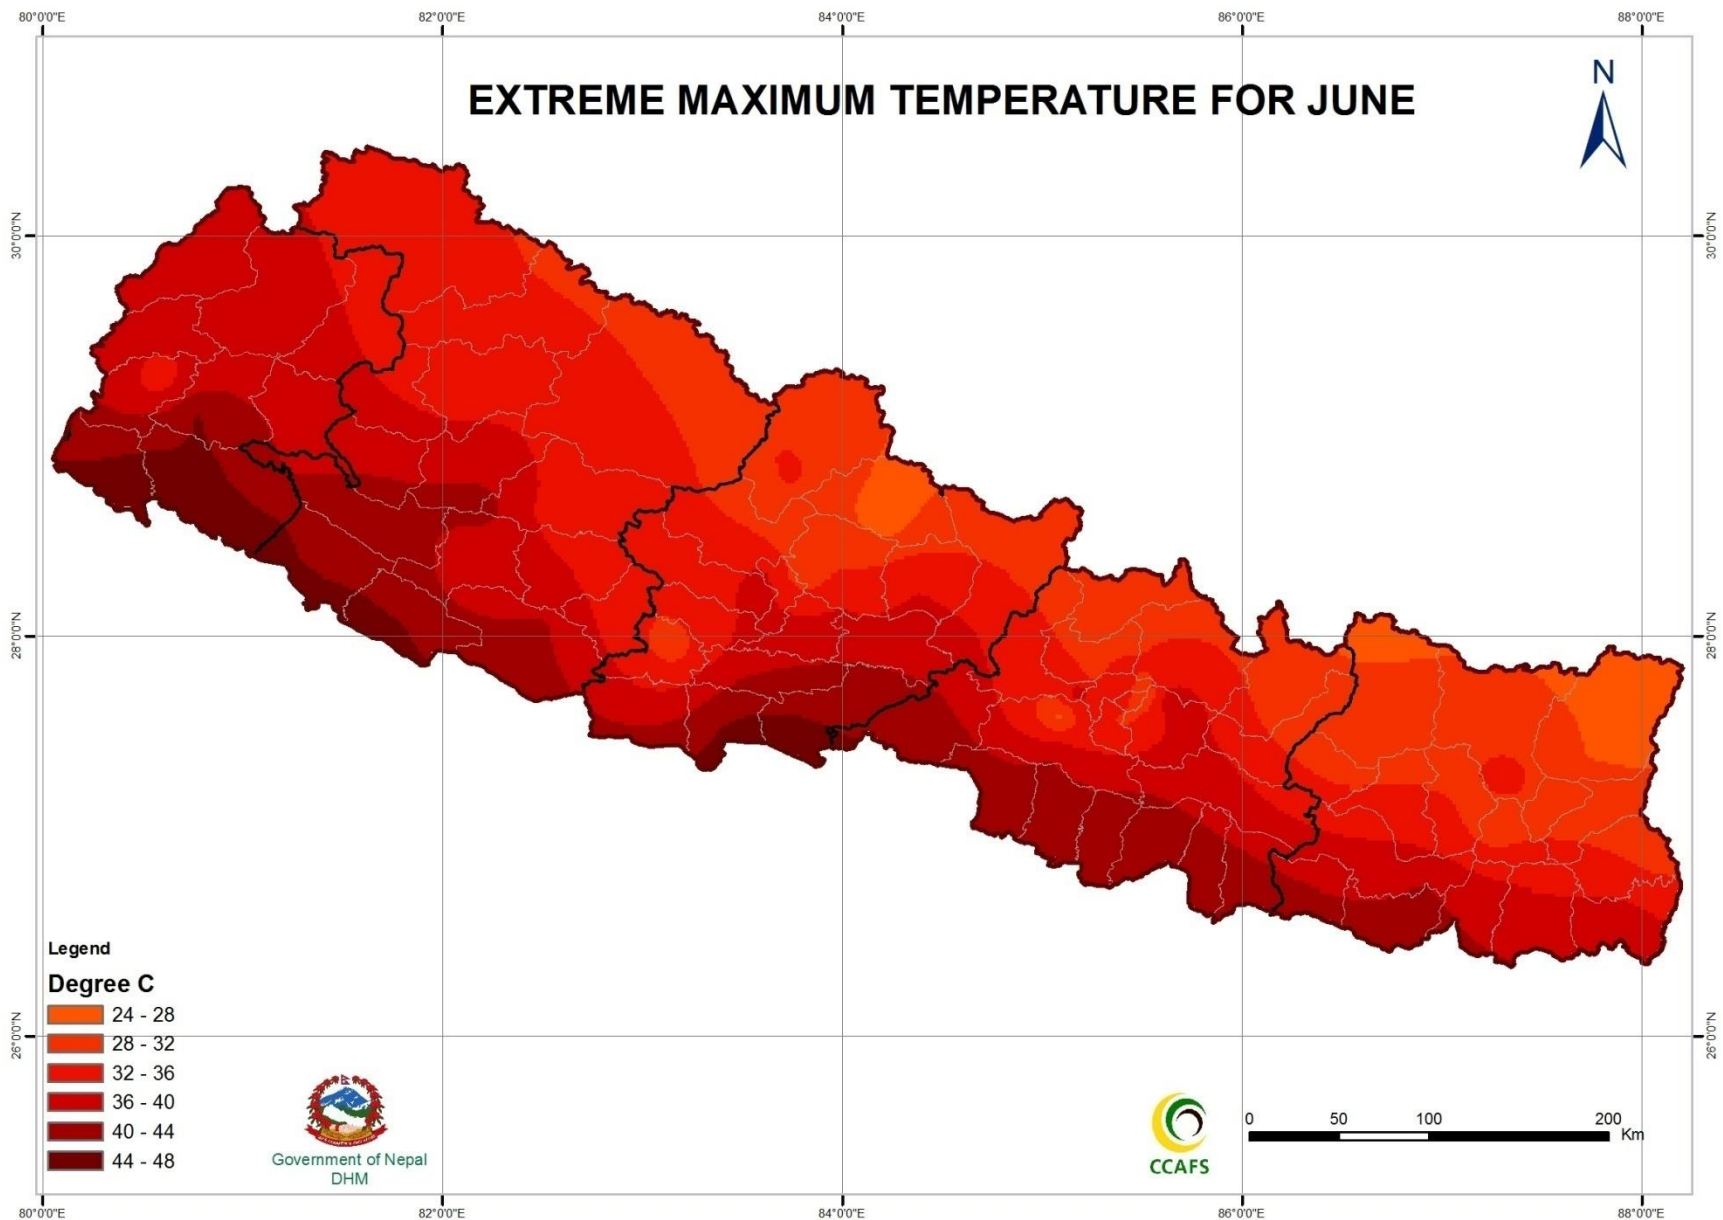 80°0'0"E 82°0'0"E 84°0'0"E 86°0'0"E 88°0'0"E
EXTREME MAXIMUM TEMPERATURE FOR JUNE
N
30°0'0"N 30°0'0"N
28°0'0"N 28°0'0"N
26°0'0"N 26°0'0"N
Legend
Degree C
24 - 28
28 - 32
32 - 36
36 - 40
40 - 44
44 - 48
Government of Nepal
DHM
CCAFS
0 50 100 200
Km
80°0'0"E 82°0'0"E 84°0'0"E 86°0'0"E 88°0'0"E